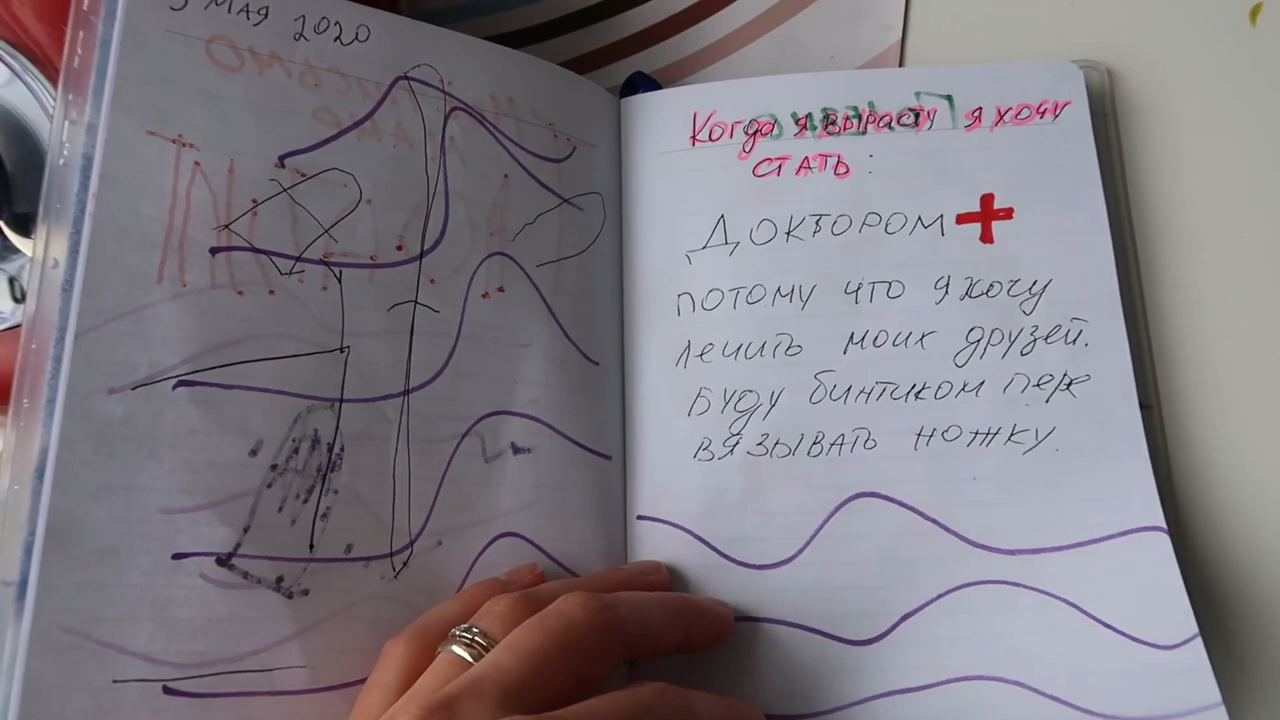 5 МАЯ 2020
Когда я вырасту я хочу
СТАТЬ:
ДОКТОРОМ
потому что я хочу
лечить моих друзей.
Буду бинтиком пере
вязывать ножку.